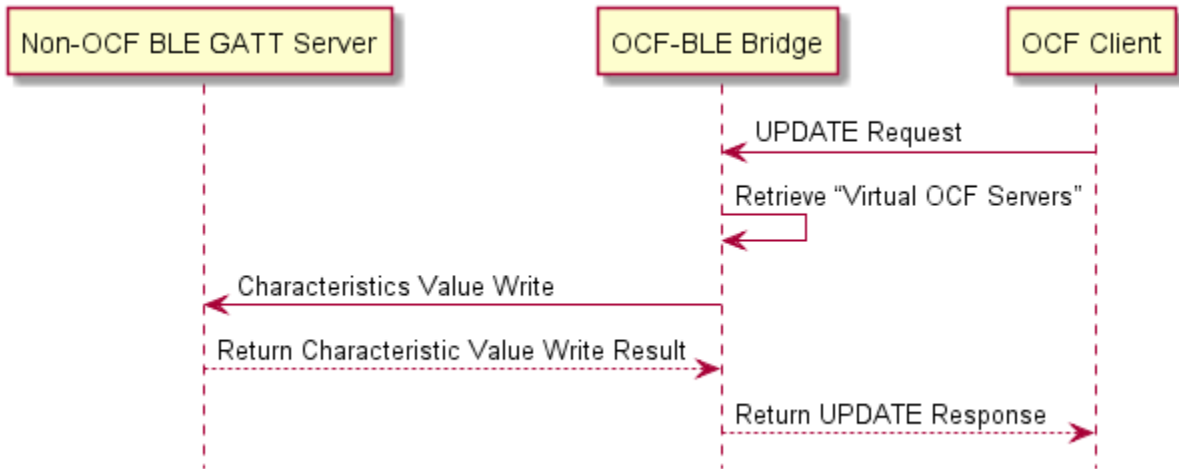 Non-OCF BLE GATT Server
OCF-BLE Bridge
OCF Client
UPDATE Request
Retrieve “Virtual OCF Servers”
Characteristics Value Write
Return Characteristic Value Write Result
Return UPDATE Response